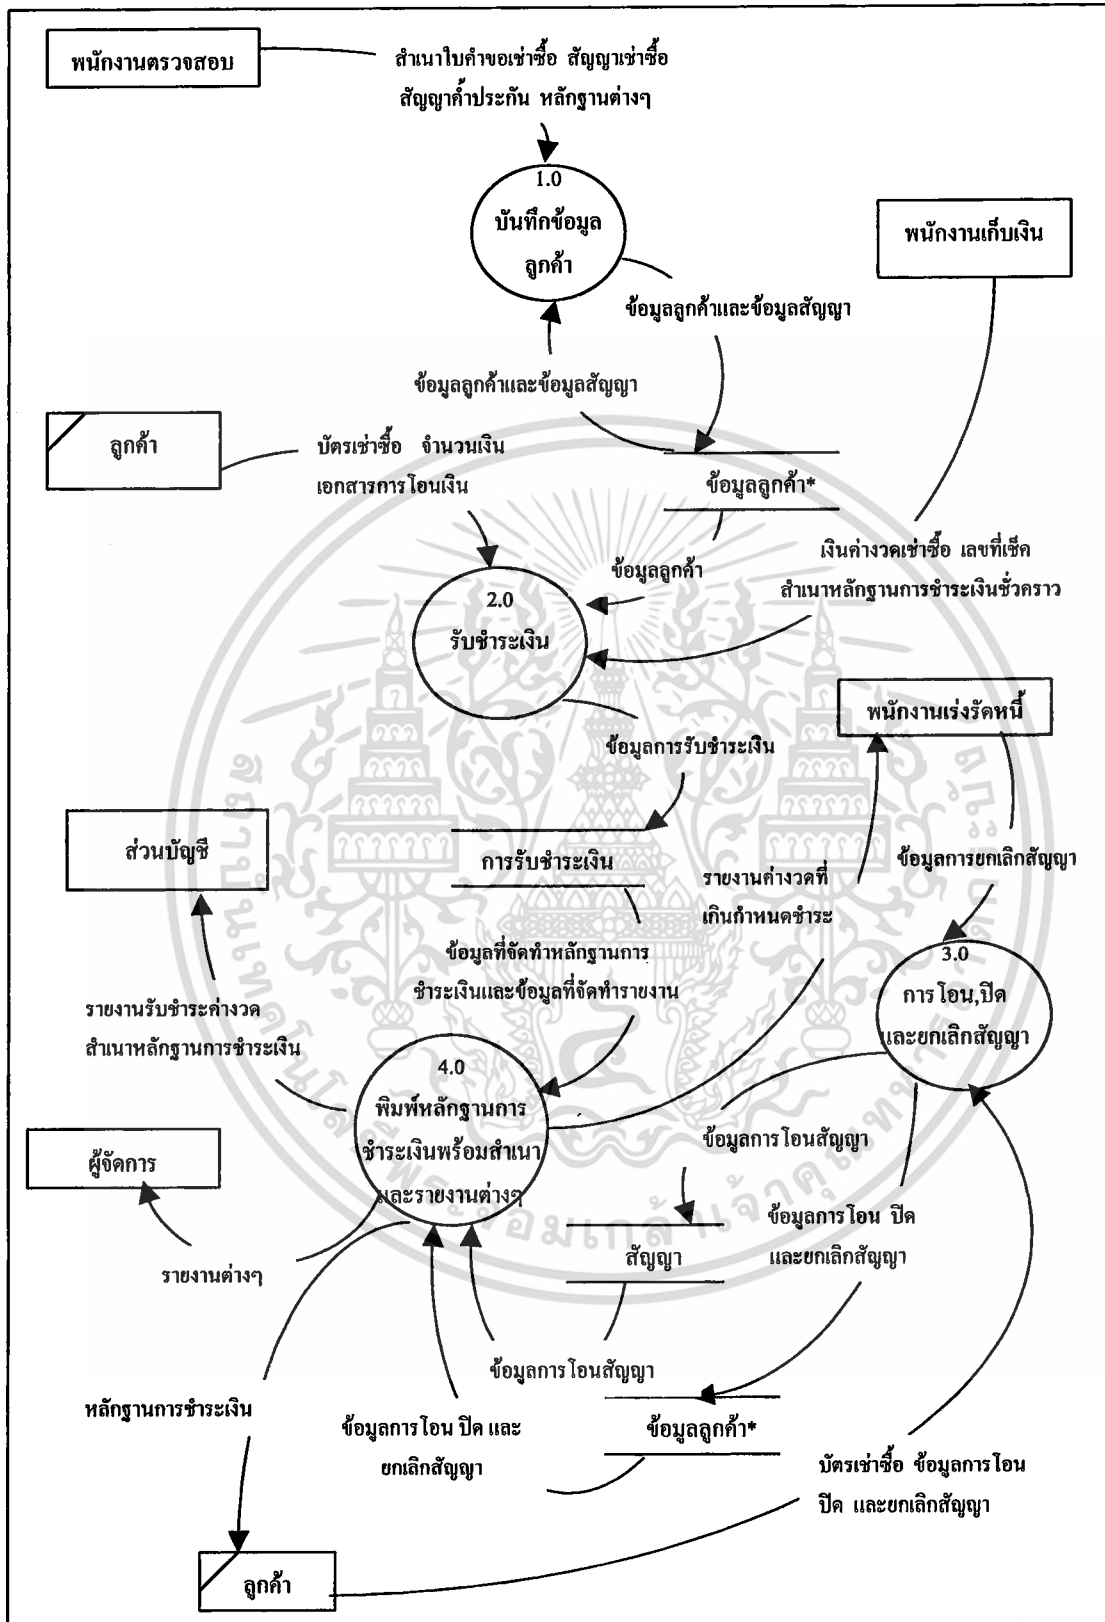 พนักงานตรวจสอบ
สำเนาใบคำขอเช่าซื้อ สัญญาเช่าซื้อ
สัญญาค้ำประกัน หลักฐานต่างๆ
1.0
บันทึกข้อมูล
ลูกค้า
พนักงานเก็บเงิน
ข้อมูลลูกค้าและข้อมูลสัญญา
ข้อมูลลูกค้าและข้อมูลสัญญา
ลูกค้า
บัตรเช่าซื้อ จำนวนเงิน
เอกสารการโอนเงิน
ข้อมูลลูกค้า*
ข้อมูลลูกค้า
เงินค่างวดเช่าซื้อ เลขที่เช็ค
สำเนาหลักฐานการชำระเงินชั่วคราว
2.0
รับชำระเงิน
พนักงานเร่งรัดหนี้
ข้อมูลการรับชำระเงิน
ส่วนบัญชี
การรับชำระเงิน
รายงานค่างวดที่
เกินกำหนดชำระ
ข้อมูลการยกเลิกสัญญา
ข้อมูลที่จัดทำหลักฐานการ
ชำระเงินและข้อมูลที่จัดทำรายงาน
3.0
การโอน,ปิด
และยกเลิกสัญญา
รายงานรับชำระค่างวด
สำเนาหลักฐานการชำระเงิน
4.0
พิมพ์หลักฐานการ
ชำระเงินพร้อมสำเนา
และรายงานต่างๆ
ผู้จัดการ
ข้อมูลการโอนสัญญา
รายงานต่างๆ
สัญญา
ข้อมูลการโอน ปิด
และยกเลิกสัญญา
ข้อมูลการโอนสัญญา
หลักฐานการชำระเงิน
ข้อมูลการโอน ปิด และ
ยกเลิกสัญญา
ข้อมูลลูกค้า*
บัตรเช่าซื้อ ข้อมูลการโอน
ปิด และยกเลิกสัญญา
ลูกค้า